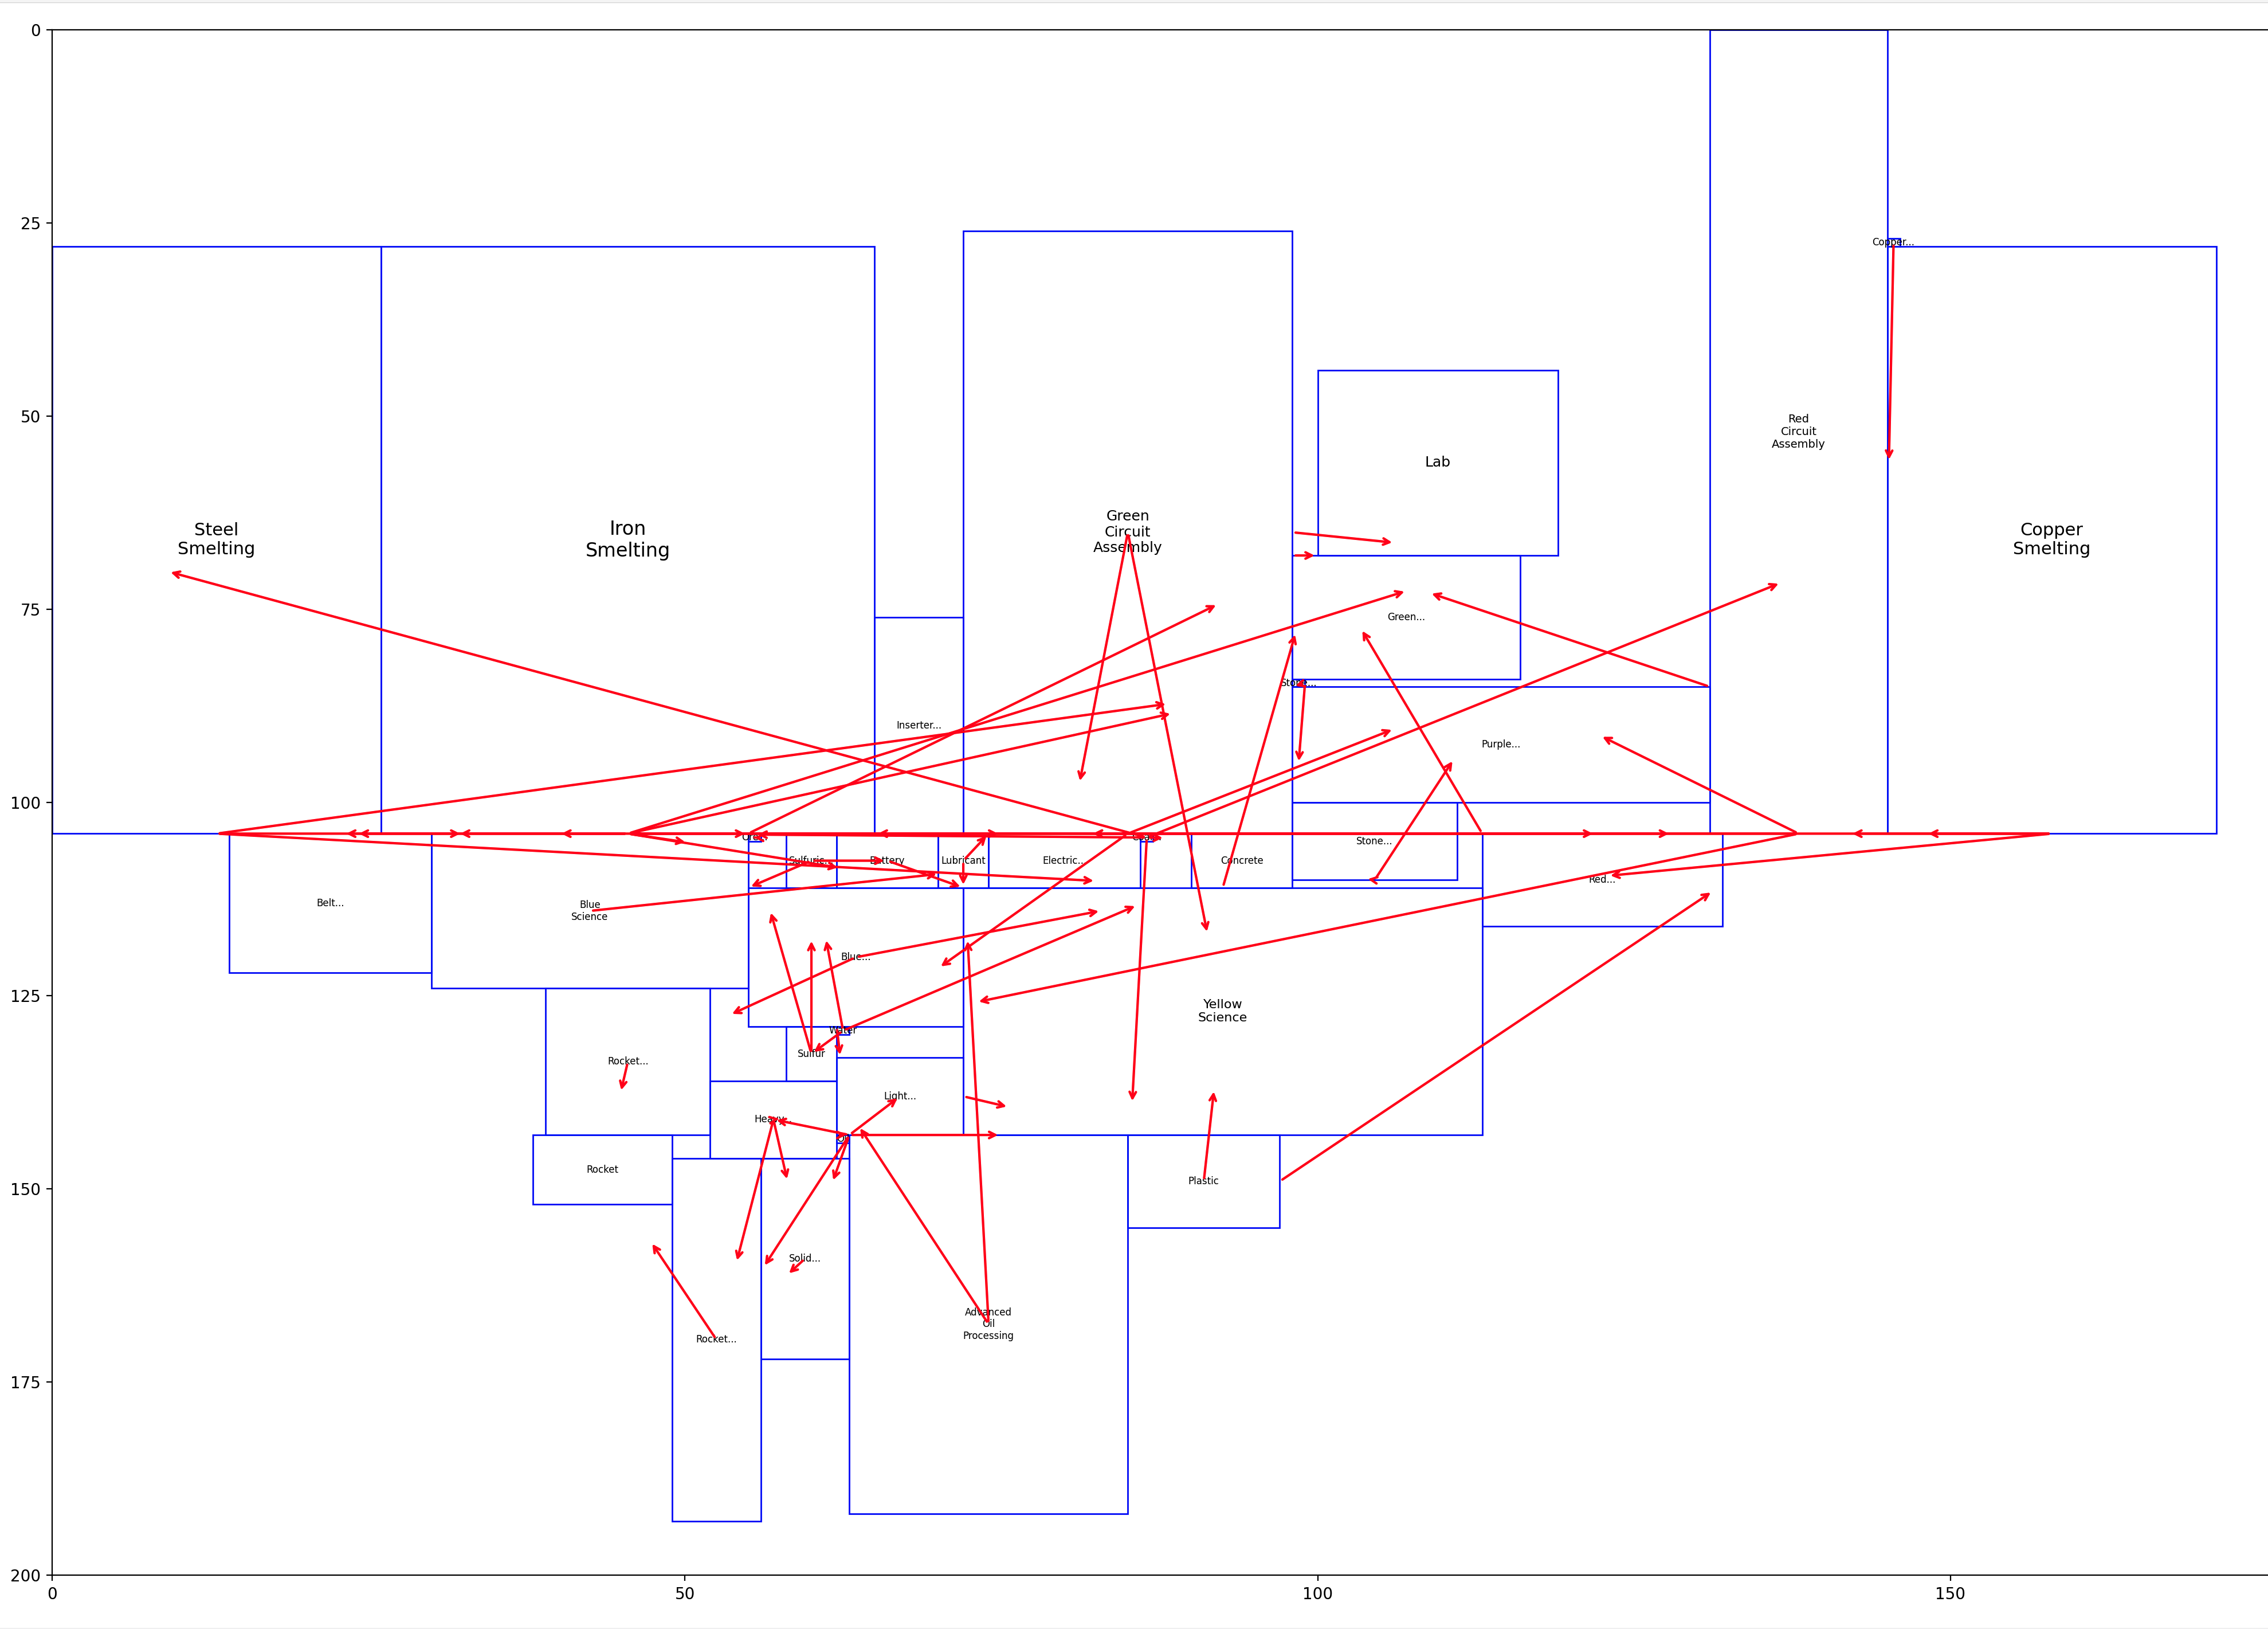 0
25
50
75
100
125
150
175
200
0
50
100
150
Copper...
Red
Circuit
Assembly
Lab
Steel
Smelting
Iron
Smelting
Green
Circuit
Assembly
Copper
Smelting
Green...
Stone...
Inserter...
Purple...
Sulfuric...
Battery
Lubricant
Electric...
Concrete
Stone...
Red...
Belt...
Blue
Science
Blue...
Yellow
Science
Water
Sulfur
Rocket...
Light...
Heavy...
Rocket
Plastic
Solid...
Advanced
Oil
Processing
Rocket...